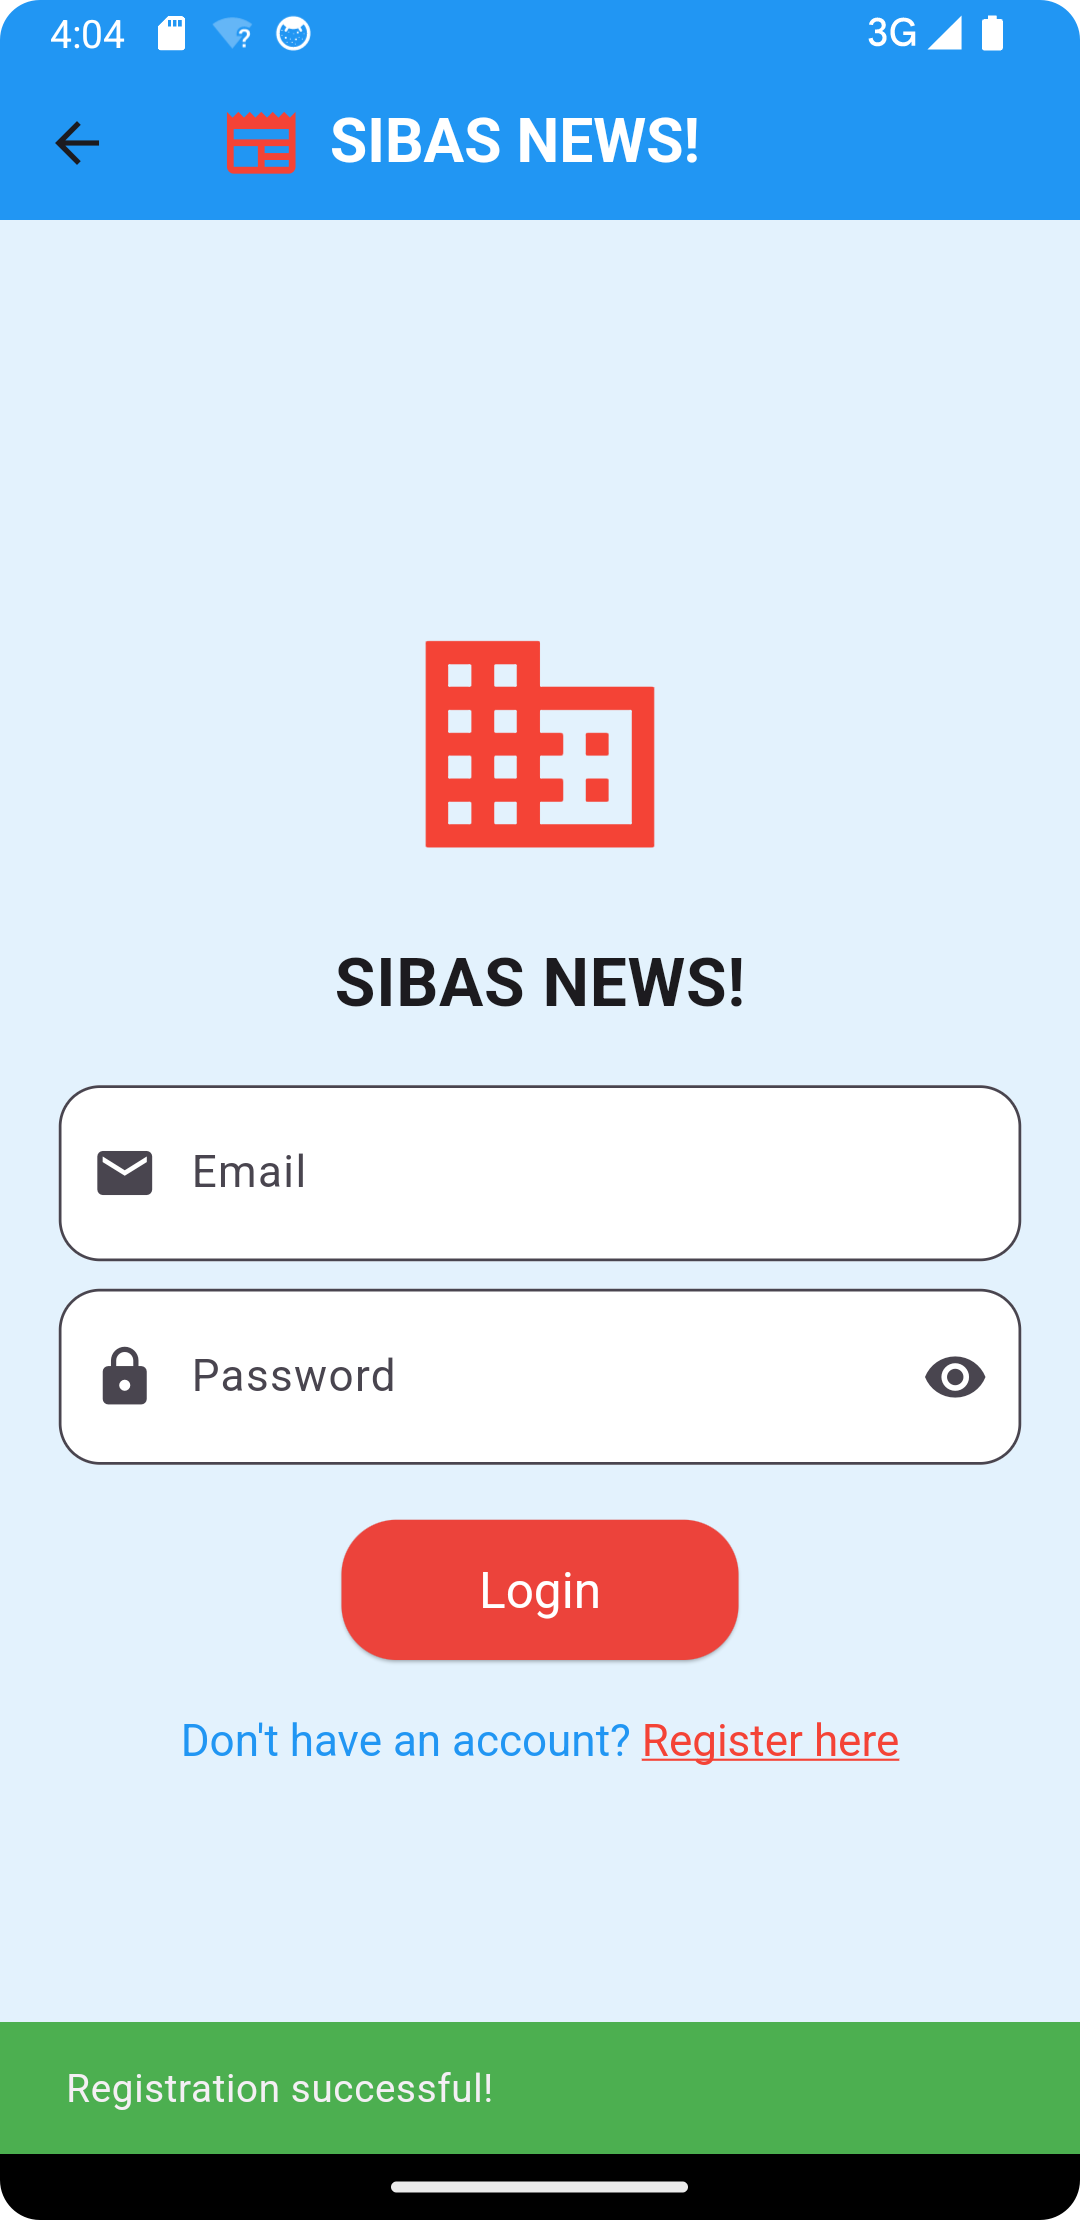 4:04
3G
SIBAS NEWS!
SIBAS NEWS!
Email
Password
Login
Don't have an account? Register here
Registration successful!